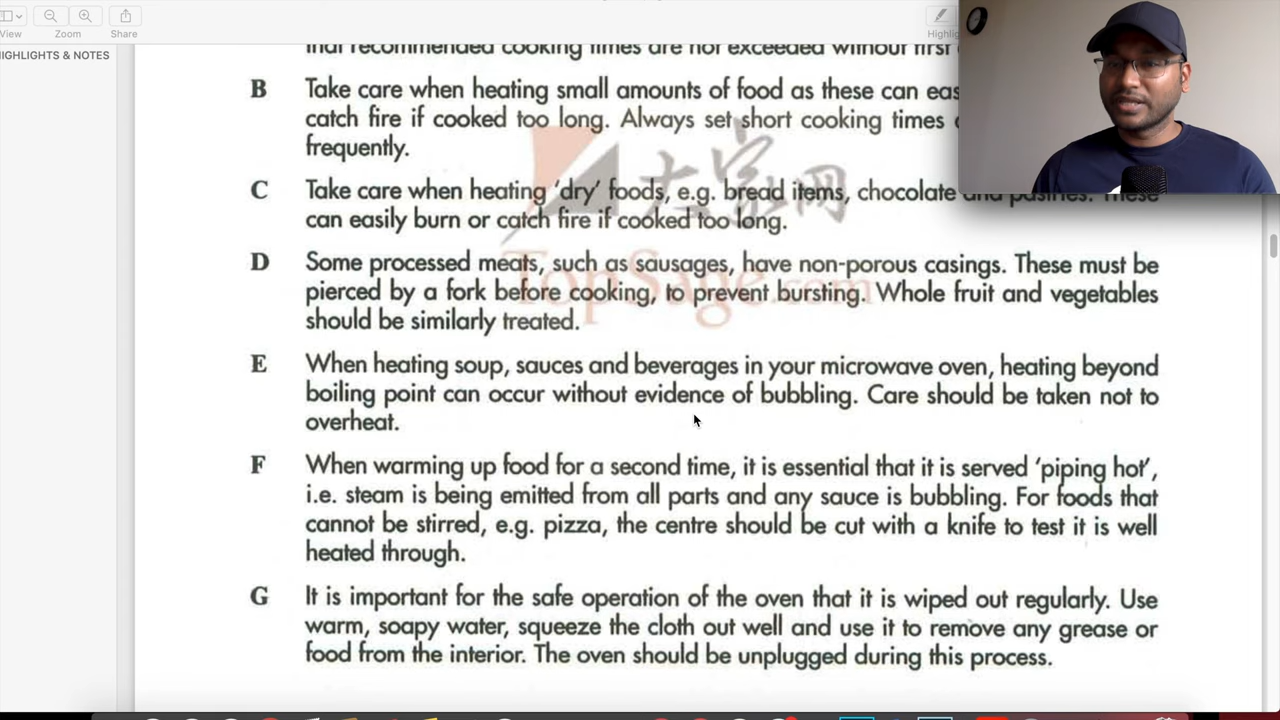 View
Zoom
Share
HIGHLIGHTS & NOTES
that recommended cooking times are not exceeded without first
B Take care when heating small amounts of food as these can
catch fire if cooked too long. Always set short cooking times
frequently.
C Take care when heating ‘dry’ foods, e.g. bread items, chocolate and pastries. These
can easily burn or catch fire if cooked too long.
D Some processed meats, such as sausages, have non-porous casings. These must be
pierced by a fork before cooking, to prevent bursting. Whole fruit and vegetables
should be similarly treated.
E When heating soup, sauces and beverages in your microwave oven, heating beyond
boiling point can occur without evidence of bubbling. Care should be taken not to
overheat.
F When warming up food for a second time, it is essential that it is served ‘piping hot’,
i.e. steam is being emitted from all parts and any sauce is bubbling. For foods that
cannot be stirred, e.g. pizza, the centre should be cut with a knife to test it is well
heated through.
G It is important for the safe operation of the oven that it is wiped out regularly. Use
warm, soapy water, squeeze the cloth out well and use it to remove any grease or
food from the interior. The oven should be unplugged during this process.
大家网
TopSage.com